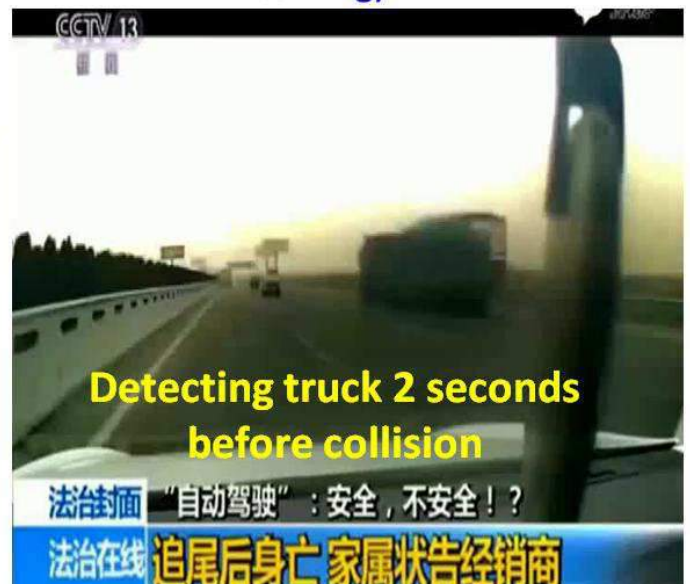 CCTV 13
Detecting truck 2 seconds
before collision
法治封面 "自动驾驶"：安全，不安全！？
法治在线 追尾后身亡 家属状告经销商